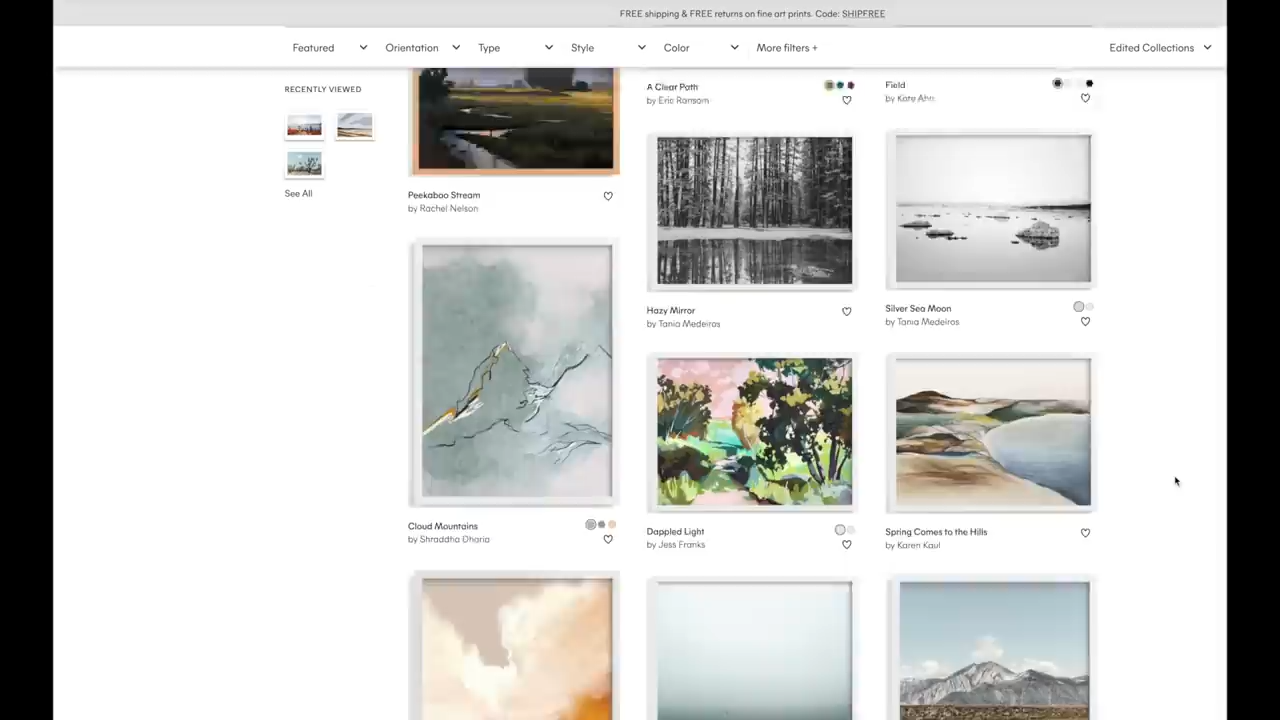 FREE shipping & FREE returns on fine art prints. Code: SHIPFREE
Featured Orientation Type Style Color More filters + Edited Collections
RECENTLY VIEWED
See All
Peekaboo Stream
by Rachel Nelson
Cloud Mountains
by Shraddha Dharia
A Clear Path
by Eric Ransom
Hazy Mirror
by Tania Medeiros
Dappled Light
by Jess Franks
Field
by Kate Ahn
Silver Sea Moon
by Tania Medeiros
Spring Comes to the Hills
by Karen Kaul